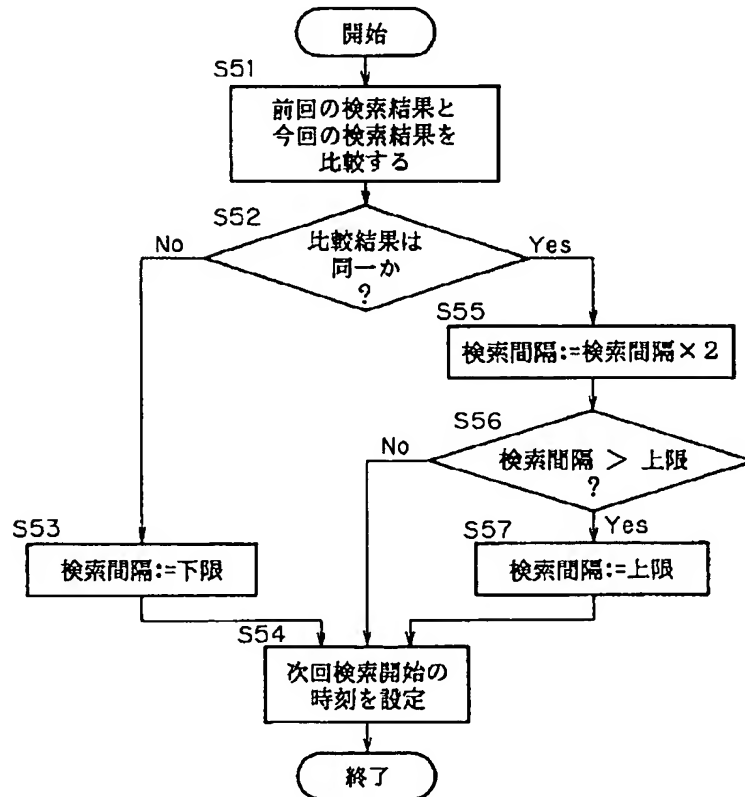 開始
S51
前回の検索結果と
今回の検索結果を
比較する
S52
比較結果は
同一か
?
No
Yes
S55
検索間隔:=検索間隔×2
S56
検索間隔 > 上限
?
No
Yes
S53
検索間隔:=下限
S57
検索間隔:=上限
S54
次回検索開始の
時刻を設定
終了